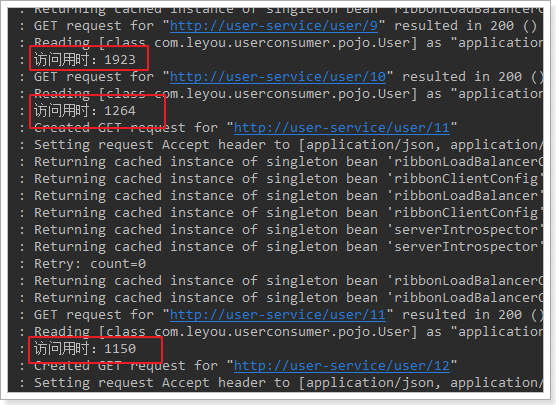 : Returning cached instance of singleton bean 'ribbonLoadBalancerC
: GET request for "http://user-service/user/9" resulted in 200 ()
: Reading [class com.leyou.userconsumer.pojo.User] as "application
: 访问用时：1923
: GET request for "http://user-service/user/10" resulted in 200 (
: Reading [class com.leyou.userconsumer.pojo.User] as "application
: 访问用时：1264
: Created GET request for "http://user-service/user/11"
: Setting request Accept header to [application/json, application/
: Returning cached instance of singleton bean 'ribbonLoadBalancerC
: Returning cached instance of singleton bean 'ribbonClientConfig'
: Returning cached instance of singleton bean 'ribbonLoadBalancer'
: Returning cached instance of singleton bean 'ribbonClientConfig'
: Returning cached instance of singleton bean 'serverIntrospector'
: Returning cached instance of singleton bean 'serverIntrospector'
: Retry: count=0
: Returning cached instance of singleton bean 'ribbonLoadBalancerC
: Returning cached instance of singleton bean 'ribbonLoadBalancerC
: GET request for "http://user-service/user/11" resulted in 200 (
: Reading [class com.leyou.userconsumer.pojo.User] as "application
: 访问用时：1150
: Created GET request for "http://user-service/user/12"
: Setting request Accept header to [application/json, application/